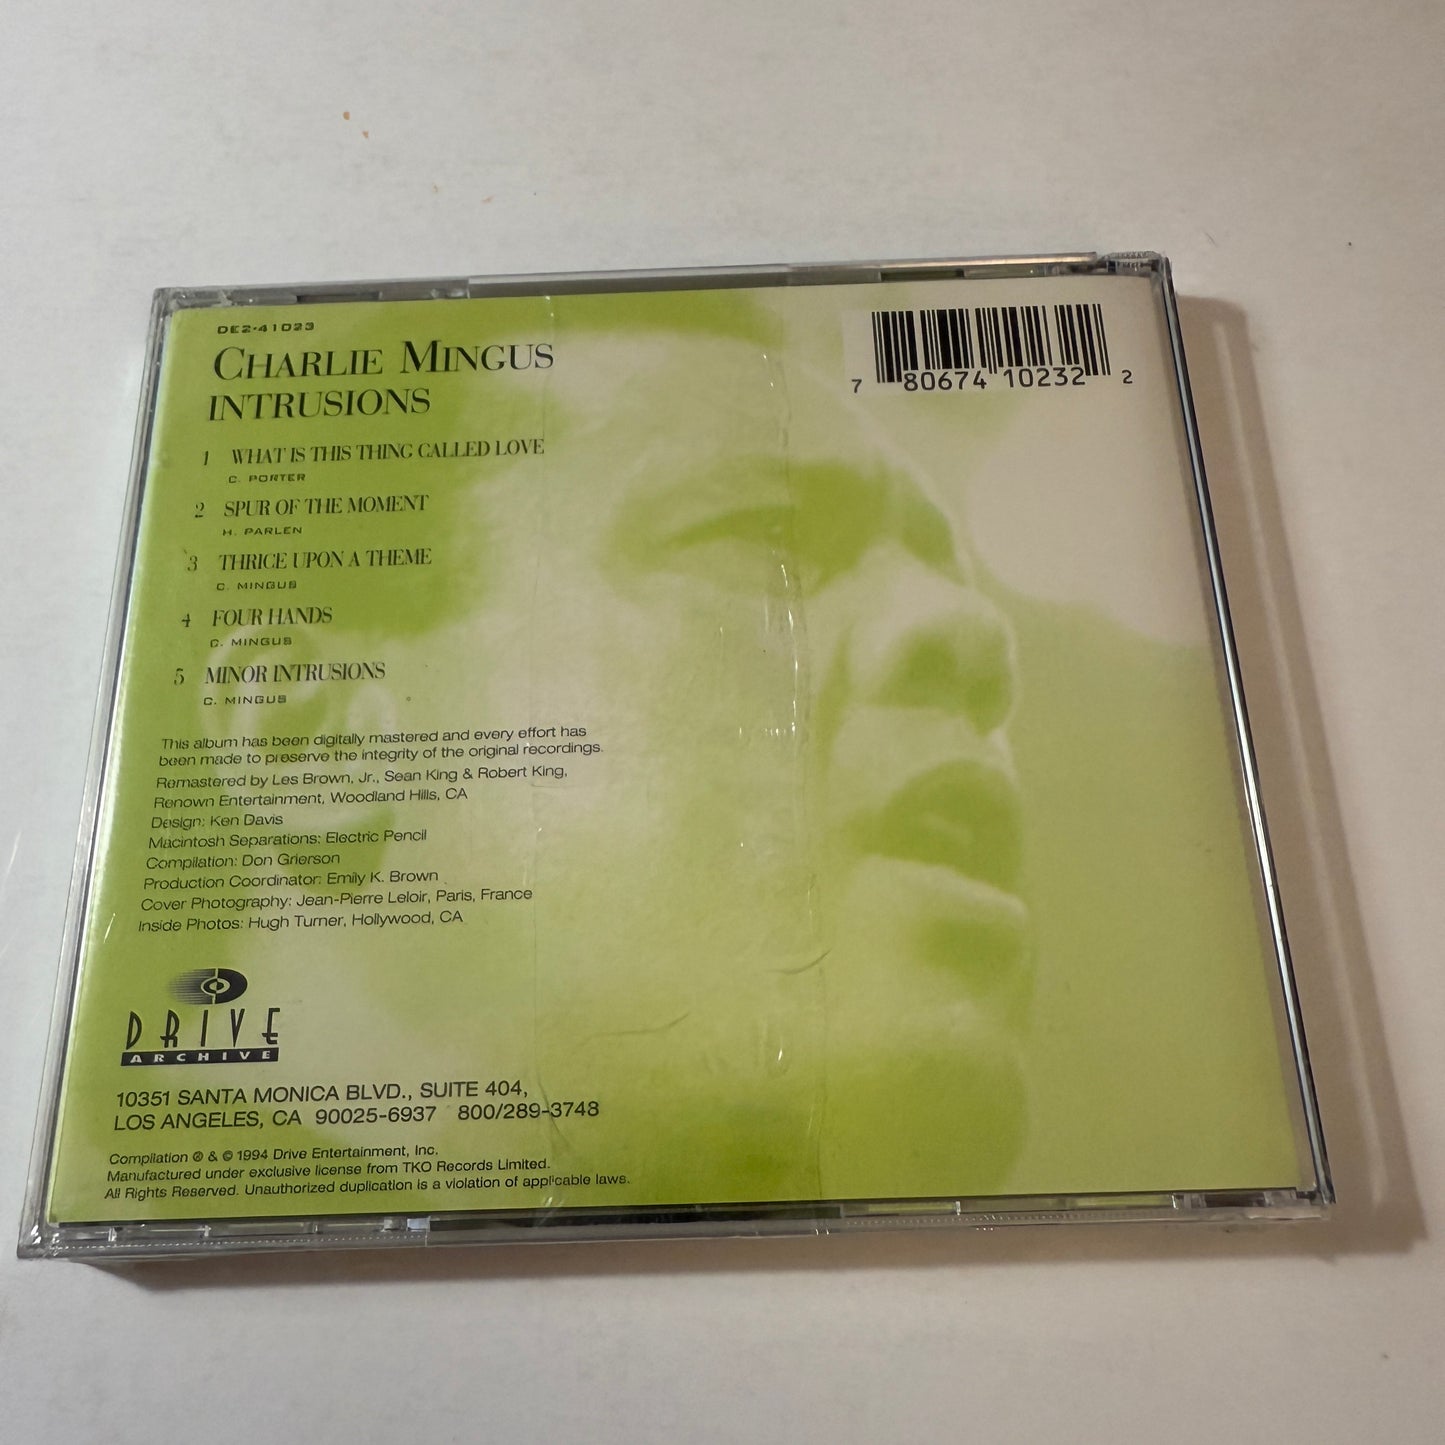 DE2-41023
CHARLIE MINGUS
INTRUSIONS
1 WHAT IS THIS THING CALLED LOVE
C. PORTER
2 SPUR OF THE MOMENT
H. PARLEN
3 THRICE UPON A THEME
C. MINGUS
4 FOUR HANDS
C. MINGUS
5 MINOR INTRUSIONS
C. MINGUS
This album has been digitally mastered and every effort has
been made to preserve the integrity of the original recordings.
Remastered by Les Brown, Jr., Sean King & Robert King,
Renown Entertainment, Woodland Hills, CA
Design: Ken Davis
Macintosh Separations: Electric Pencil
Compilation: Don Grierson
Production Coordinator: Emily K. Brown
Cover Photography: Jean-Pierre Leloir, Paris, France
Inside Photos: Hugh Turner, Hollywood, CA
DRIVE
ARCHIVE
10351 SANTA MONICA BLVD., SUITE 404,
LOS ANGELES, CA 90025-6937 800/289-3748
Compilation ℗ & © 1994 Drive Entertainment, Inc.
Manufactured under exclusive license from TKO Records Limited.
All Rights Reserved. Unauthorized duplication is a violation of applicable laws.
7 80674 10232 2